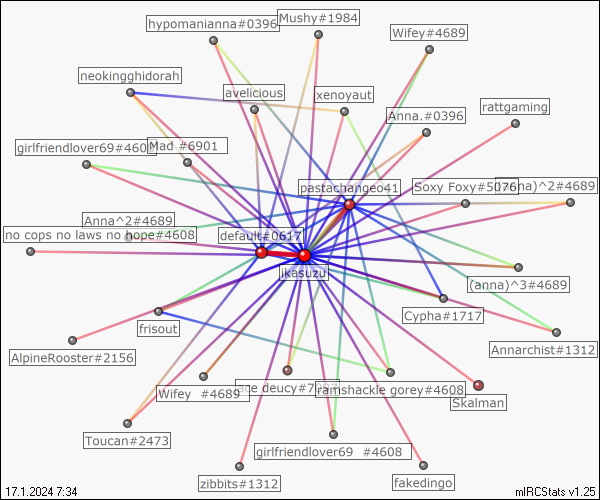 hypomanianna#0396
Mushy#1984
Wifey#4689
neokingghidorah
avelicious
xenoyaut
rattgaming
Anna.#0396
girlfriendlover69#460
Mad #6901
pastachangeo41
Soxy Foxy#5076
na)^2#4689
Anna^2#4689
no cops no laws no hope#4608
default#0617
ikasuzu
(anna)^3#4689
Cypha#1717
frisout
Annarchist#1312
AlpineRooster#2156
Wifey #4689
ace deucy#7
ramshackle gorey#4608
Skalman
Toucan#2473
girlfriendlover69 #4608
zibbits#1312
fakedingo
17.1.2024 7:34
mIRCStats v1.25